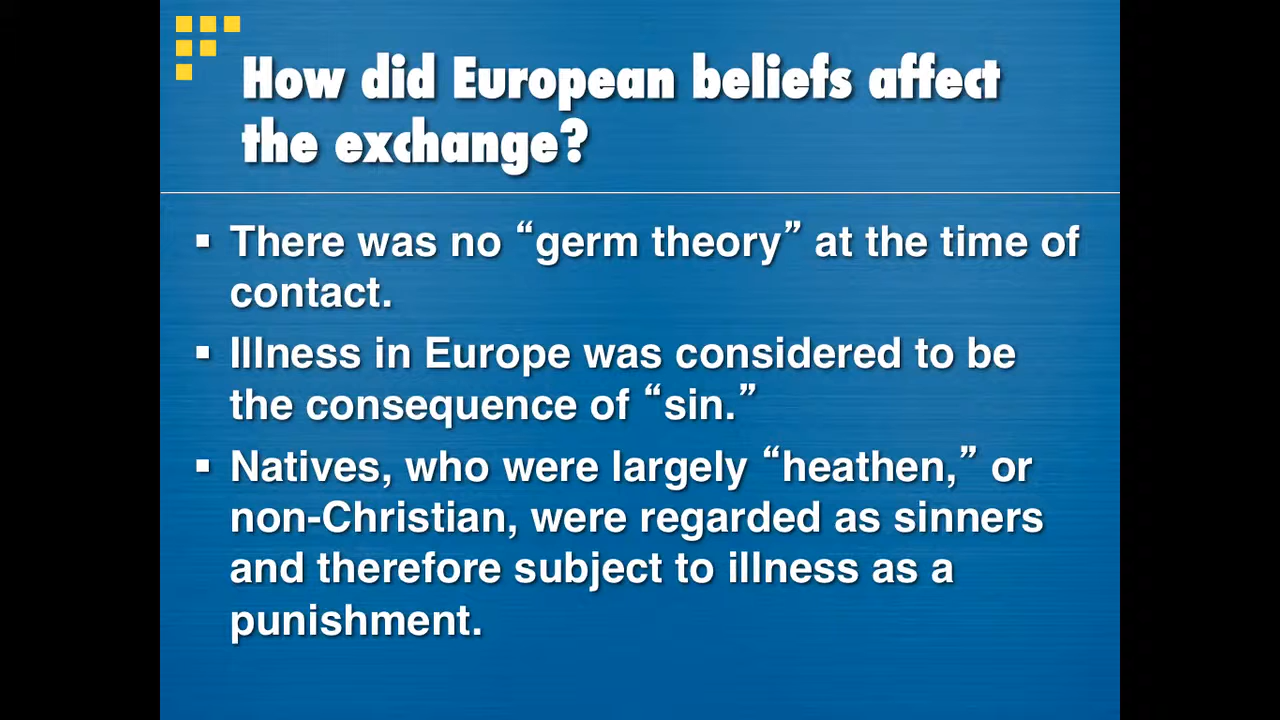 How did European beliefs affect
the exchange?
▪ There was no “germ theory” at the time of
contact.
▪ Illness in Europe was considered to be
the consequence of “sin.”
▪ Natives, who were largely “heathen,” or
non-Christian, were regarded as sinners
and therefore subject to illness as a
punishment.